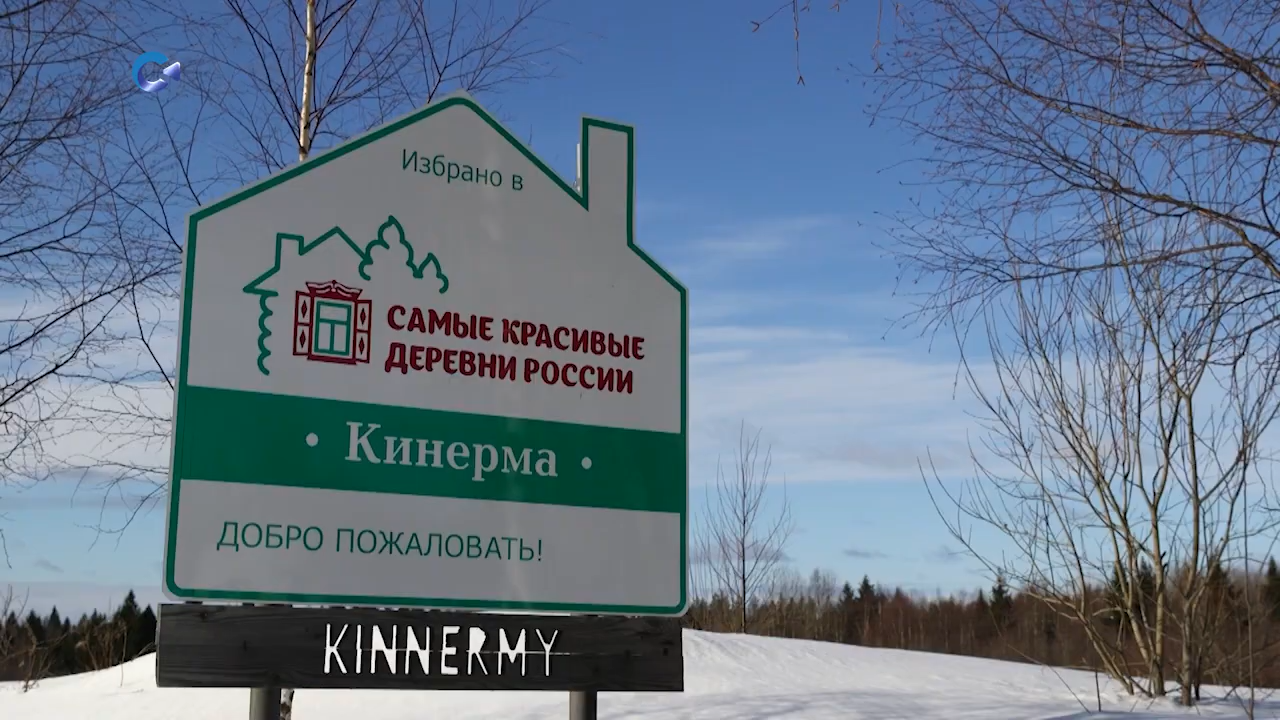 Избрано в
САМЫЕ КРАСИВЫЕ
ДЕРЕВНИ РОССИИ
• Кинерма •
ДОБРО ПОЖАЛОВАТЬ!
KINNERMY